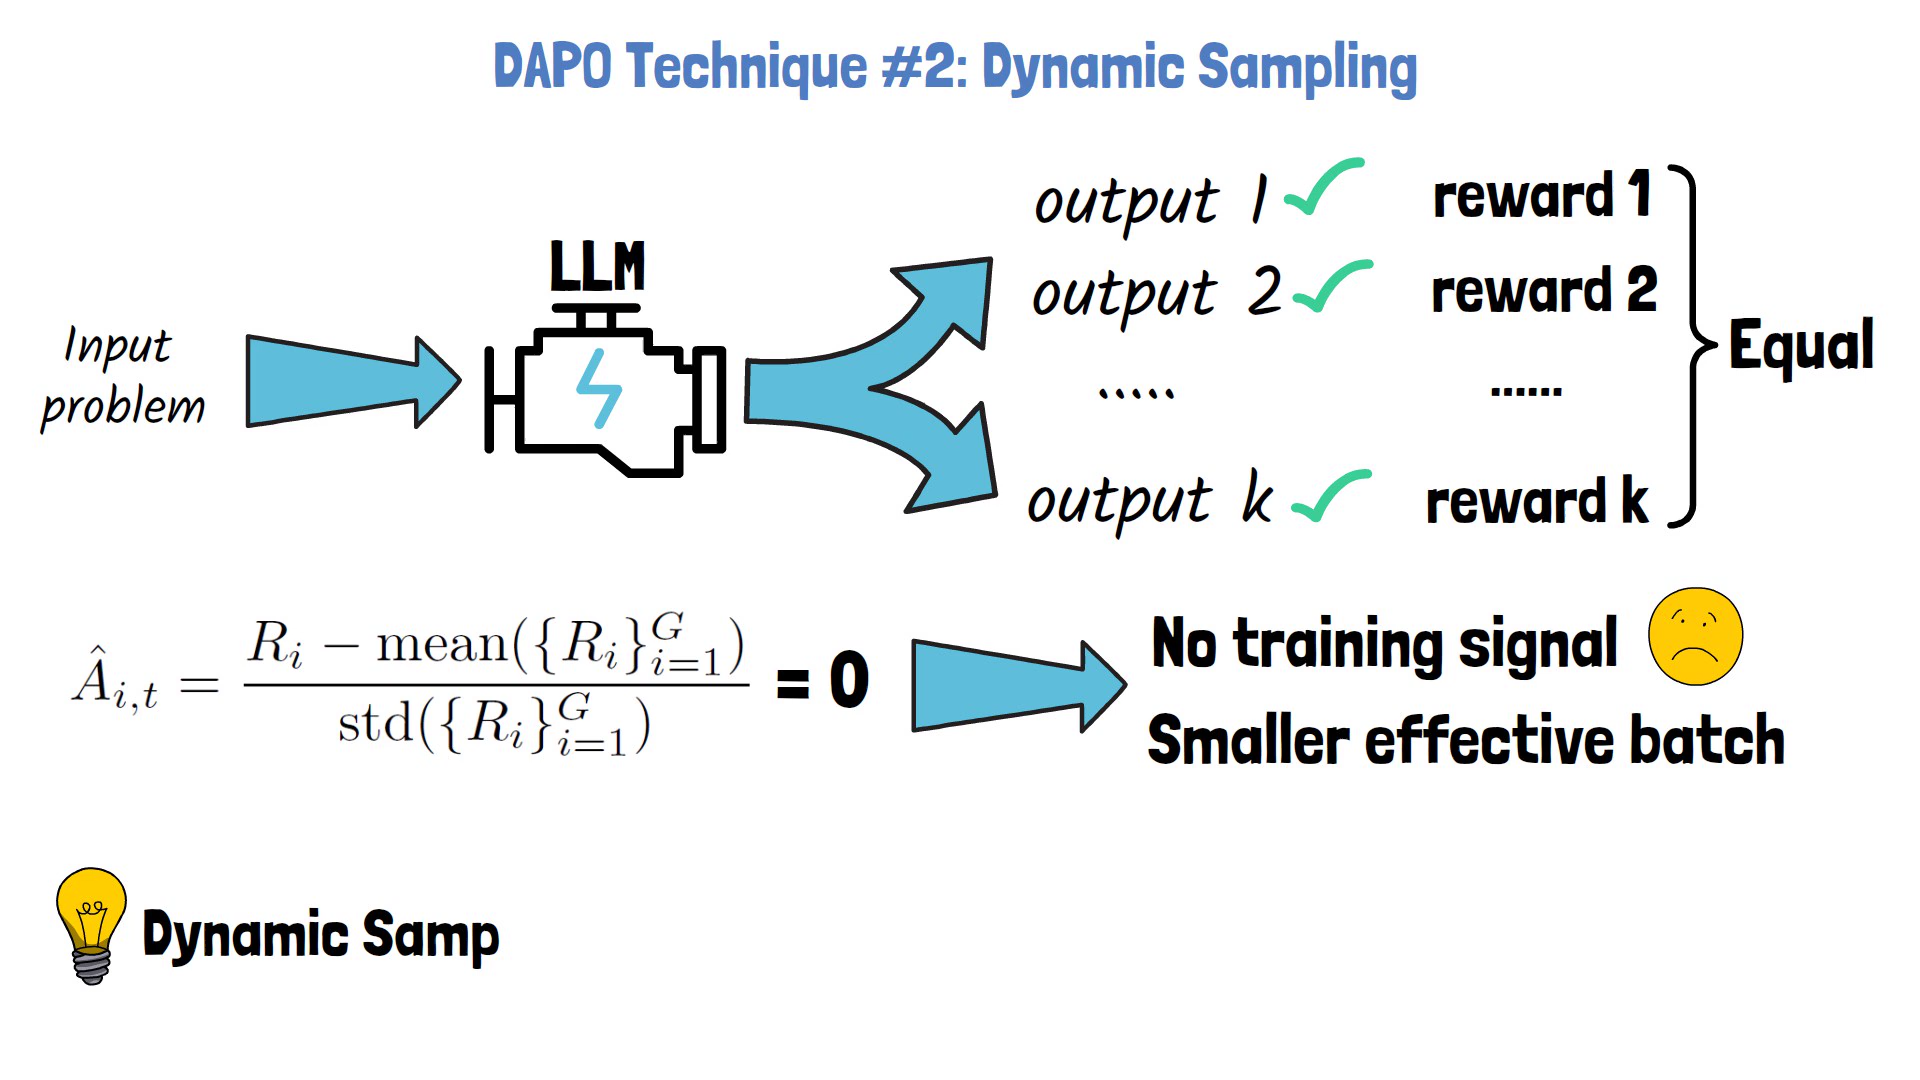 DAPO Technique #2: Dynamic Sampling
LLM
Input
problem
output 1 reward 1
output 2 reward 2
..... ......
output k reward k
Equal
Â_{i,t} = \frac{R_i − mean({R_i}_{i=1}^G)}{std({R_i}_{i=1}^G)} = 0
No training signal
Smaller effective batch
Dynamic Samp